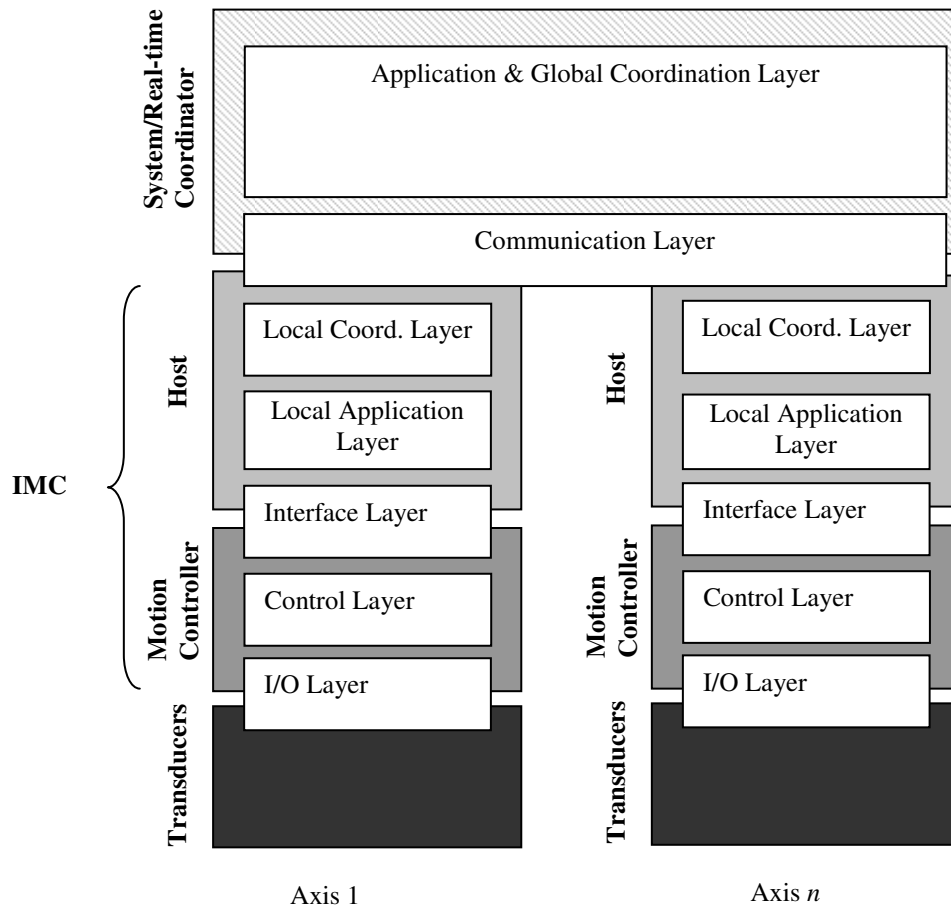 System/Real-time
Coordinator
Application & Global Coordination Layer
Communication Layer
IMC
Host
Local Coord. Layer
Local Application
Layer
Interface Layer
Motion
Controller
Control Layer
I/O Layer
Transducers
Axis 1
Host
Local Coord. Layer
Local Application
Layer
Interface Layer
Motion
Controller
Control Layer
I/O Layer
Transducers
Axis n